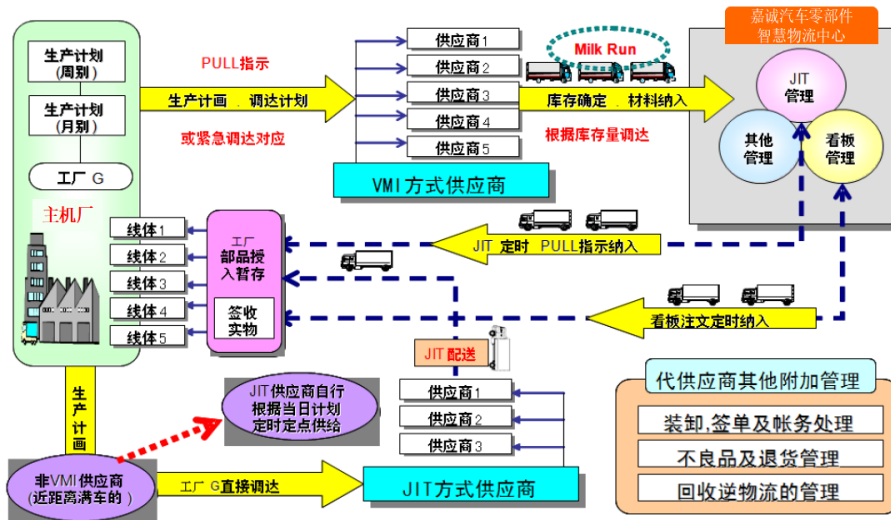 嘉诚汽车零部件
智慧物流中心
生产计划
(周别)
生产计划
(月别)
工厂 G
主机厂
PULL指示
生产计画 . 调达计划
或紧急调达对应
供应商1
供应商2
供应商3
供应商4
供应商5
VMI方式供应商
Milk Run
库存确定 . 材料纳入
根据库存量调达
JIT
管理
其他
管理
看板
管理
线体1
线体2
线体3
线体4
线体5
工厂
部品授
入暂存
签收
实物
JIT 定时 PULL指示纳入
看板注文定时纳入
JIT 配送
供应商1
供应商2
供应商3
JIT方式供应商
生产计画
JIT供应商自行
根据当日计划
定时定点供给
非VMI供应商
(近距离满车的)
工厂 G直接调达
代供应商其他附加管理
装卸,签单及帐务处理
不良品及退货管理
回收逆物流的管理